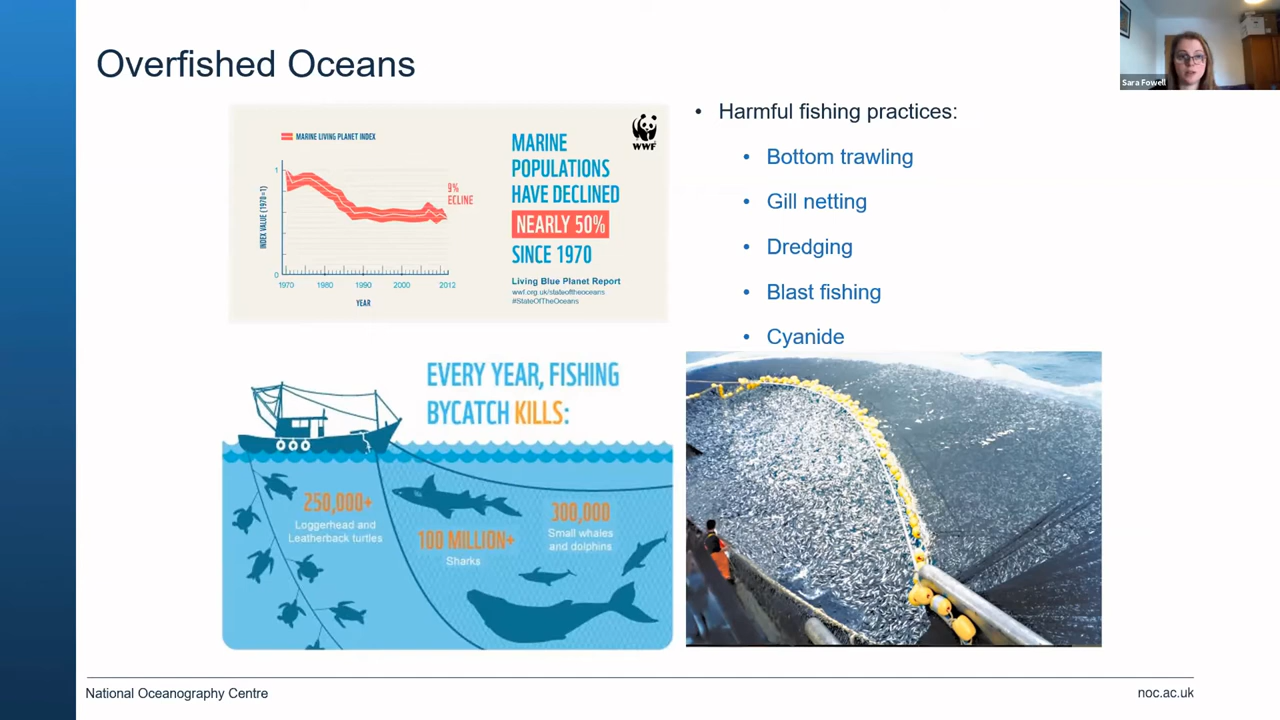 Overfished Oceans
Sara Fowell
MARINE LIVING PLANET INDEX
1
0
INDEX VALUE (1970=1)
9%
ECLINE
1970
1980
1990
2000
2012
YEAR
WWF
MARINE
POPULATIONS
HAVE DECLINED
NEARLY 50%
SINCE 1970
Living Blue Planet Report
wwf.org.uk/stateoftheoceans
#StateOfTheOceans
• Harmful fishing practices:
• Bottom trawling
• Gill netting
• Dredging
• Blast fishing
• Cyanide
EVERY YEAR, FISHING
BYCATCH KILLS:
250,000+
Loggerhead and
Leatherback turtles
100 MILLION+
Sharks
300,000
Small whales
and dolphins
National Oceanography Centre
noc.ac.uk